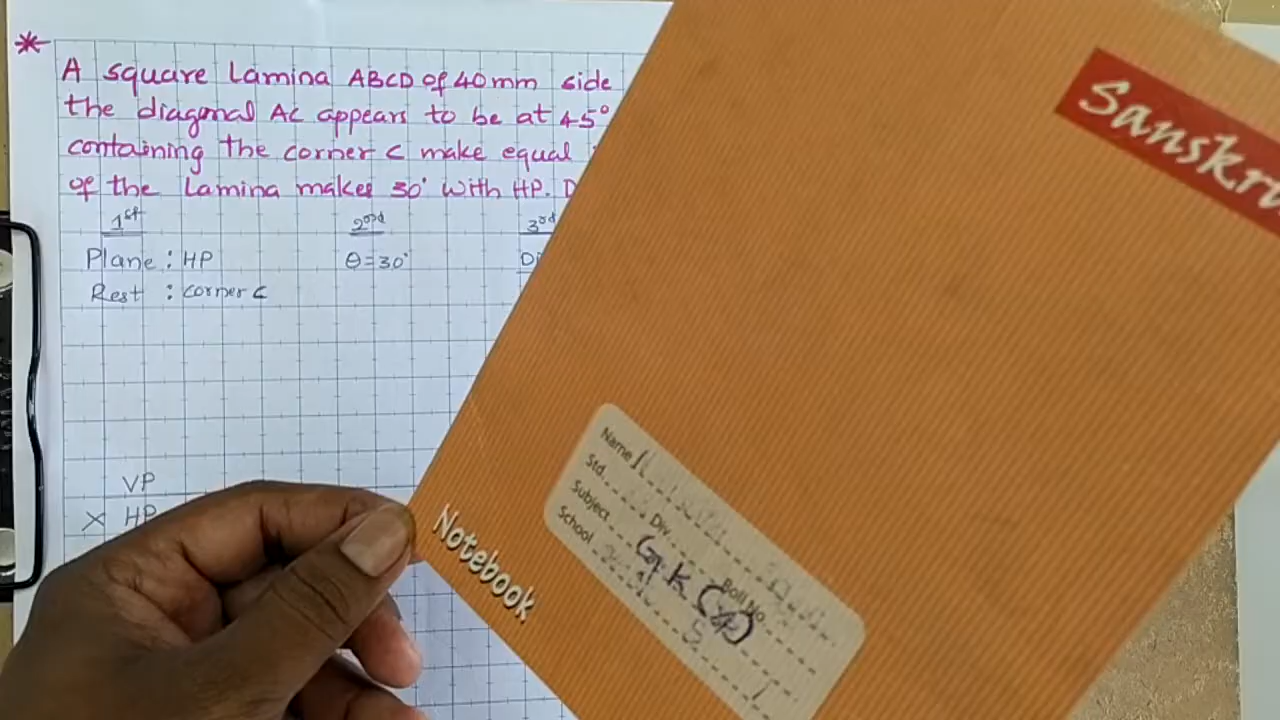 * A square Lamina ABCD of 40mm side
the diagonal AC appears to be at 45°
containing the corner C make equal
of the Lamina makes 30° with HP. D
1st
2nd
3rd
Plane : HP
θ=30°
Rest : corner C
VP
X HP
Sanskru
Name
Std.
Div.
Roll No
Subject
School
Notebook